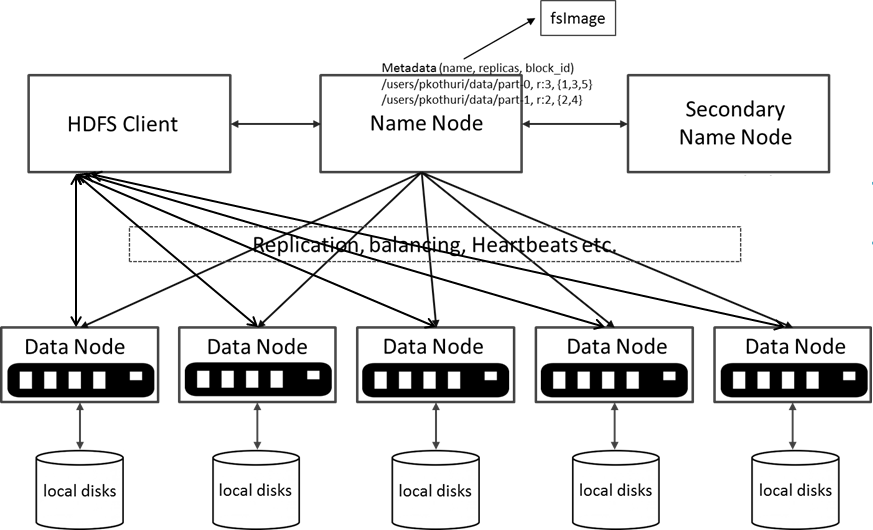 fsImage
Metadata (name, replicas, block_id)
/users/pkothuri/data/part-0, r:3, {1,3,5}
/users/pkothuri/data/part-1, r:2, {2,4}
HDFS Client
Name Node
Secondary
Name Node
Replication, balancing, Heartbeats etc.
Data Node
Data Node
Data Node
Data Node
Data Node
local disks
local disks
local disks
local disks
local disks